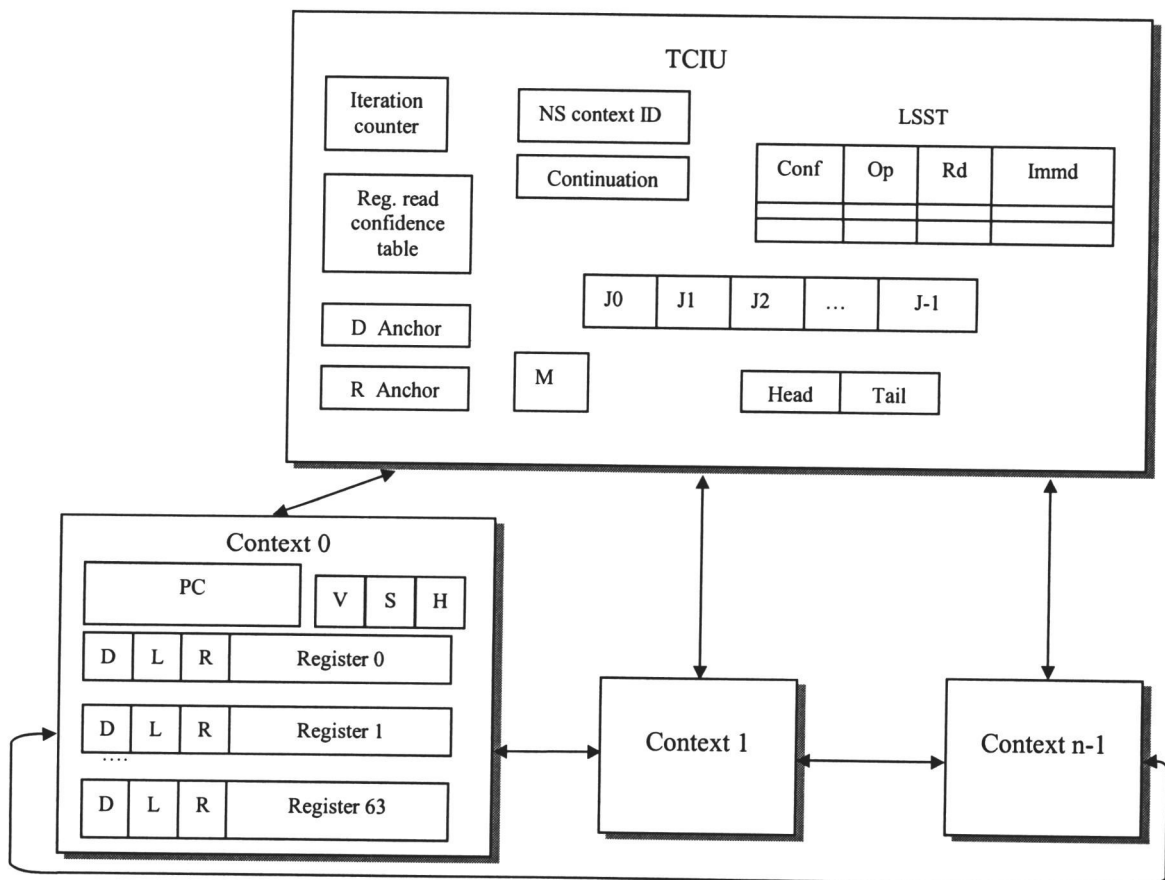 TCIU
Iteration
counter
NS context ID
LSST
Continuation
Conf Op Rd Immd
Reg. read
confidence
table
J0 J1 J2 ... J-1
D Anchor
M
R Anchor
Head Tail
Context 0
PC
V S H
D L R Register 0
D L R Register 1
....
D L R Register 63
Context 1
Context n-1